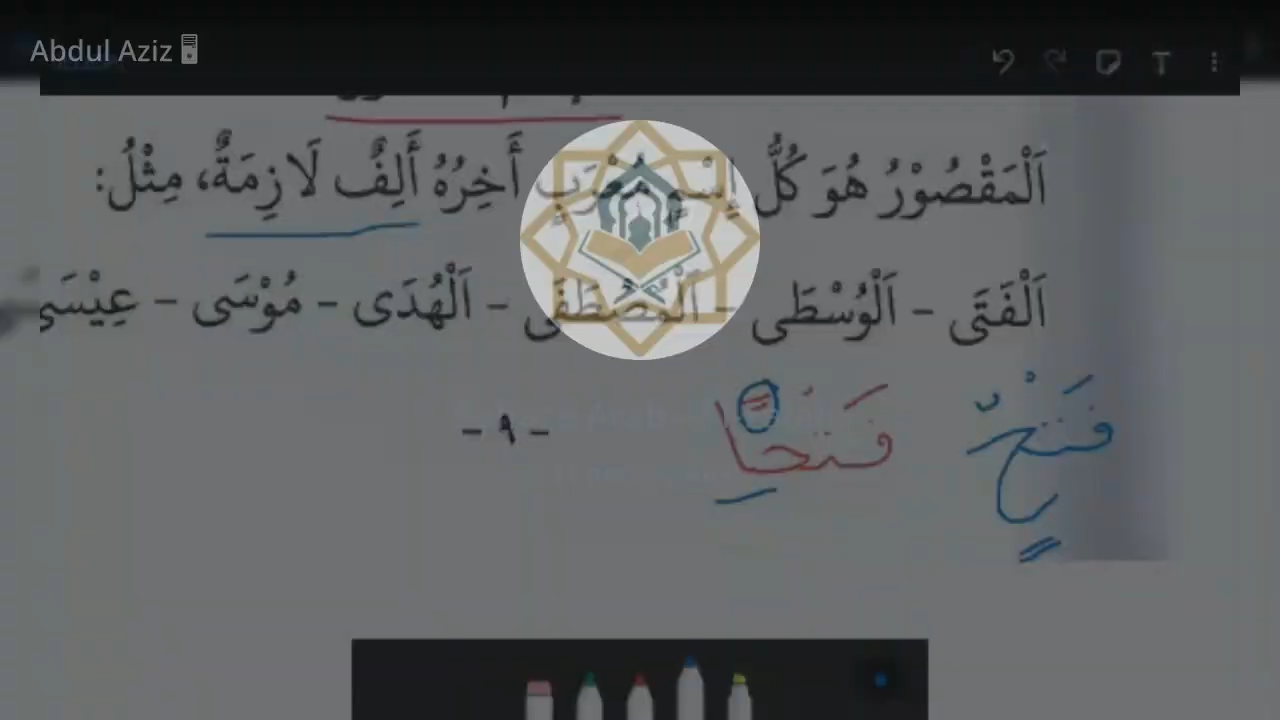 Abdul Aziz
اَلْمَقْصُوْرُ هُوَ كُلُّ إِسْمٍ مُعْرَبٍ أَخِرُهُ أَلِفٌ لَازِمَةٌ، مِثْلُ:
اَلْفَتَى - اَلْوُسْطَى - اَلْمُصْطَفَى - اَلْهُدَى - مُوْسَى - عِيْسَى
- ٩ -